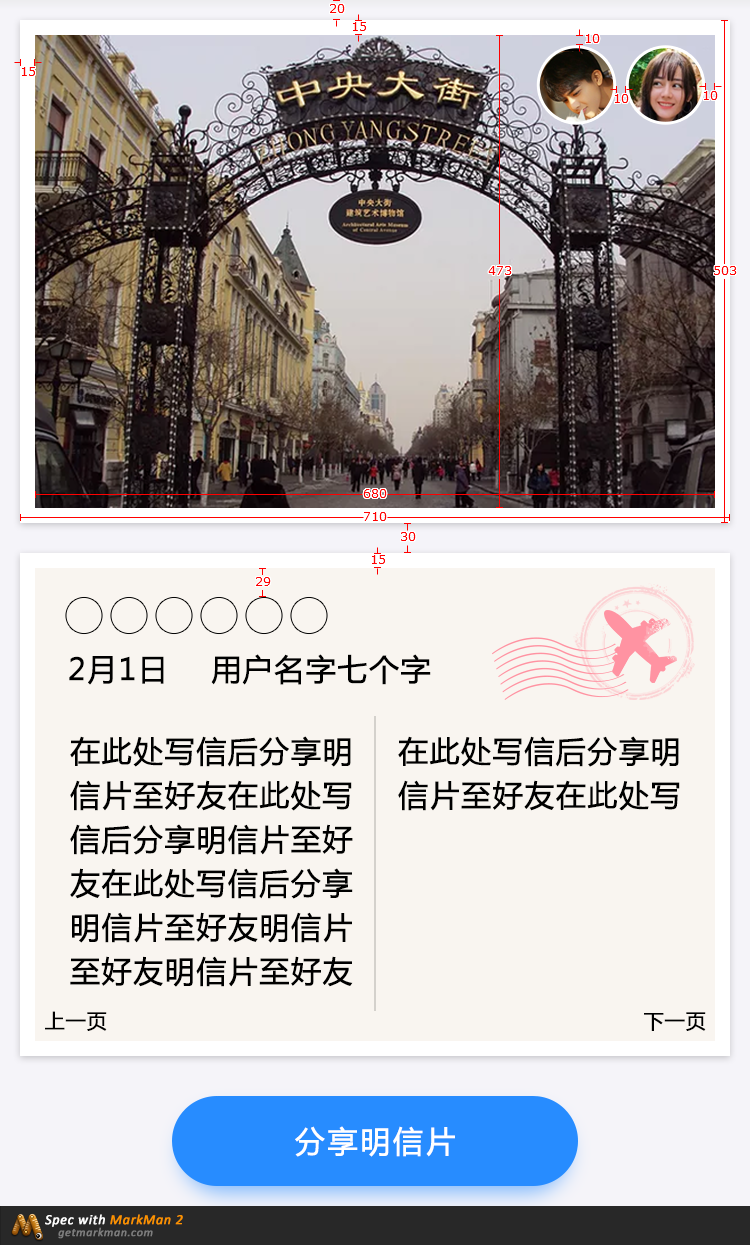 20
15
10
15
中央大街
10
10
ZHONG YANGSTREET
中央大街
建筑艺术博物馆
Architectural Arts Museum
of Central Avenue
473
503
680
710
30
15
29
2月1日 用户名字七个字
在此处写信后分享明
信片至好友在此处写
信后分享明信片至好
友在此处写信后分享
明信片至好友明信片
至好友明信片至好友
在此处写信后分享明
信片至好友在此处写
上一页
下一页
分享明信片
Spec with MarkMan 2
getmarkman.com